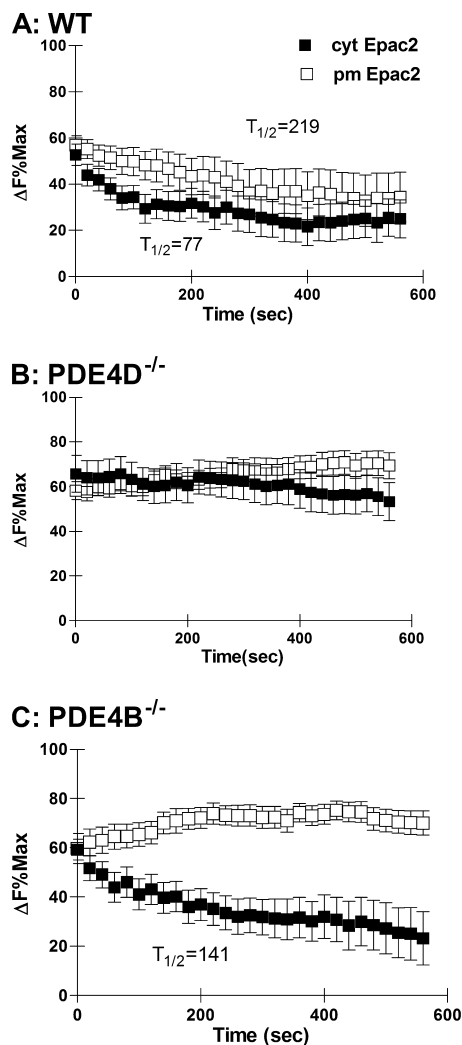 A: WT
■ cyt Epac2
□ pm Epac2
100
80
60
40
20
0
ΔF%Max
T1/2=219
T1/2=77
0 200 400 600
Time (sec)
B: PDE4D-/-
100
80
60
40
20
0
ΔF%Max
0 200 400 600
Time(sec)
C: PDE4B-/-
100
80
60
40
20
0
ΔF%Max
T1/2=141
0 200 400 600
Time (sec)